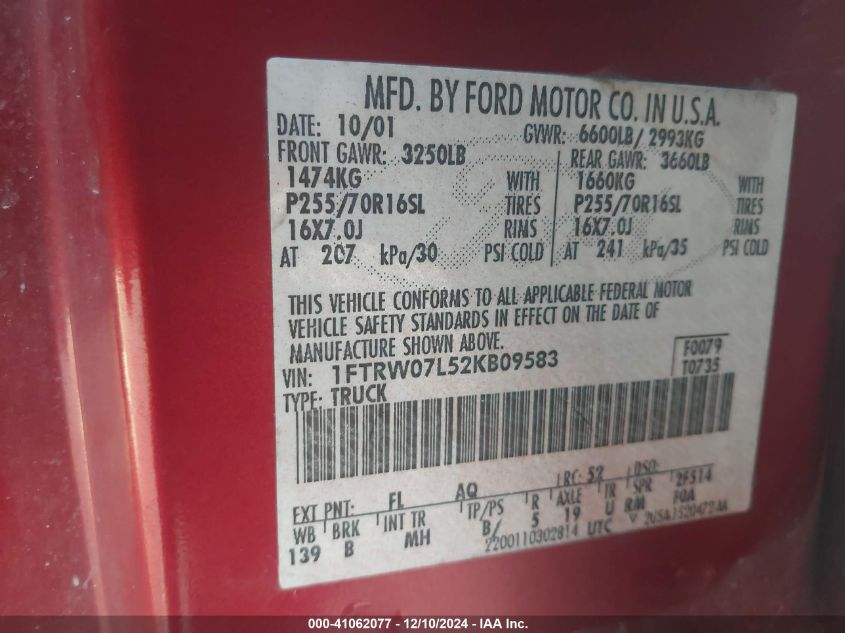 MFD. BY FORD MOTOR CO. IN U.S.A.
DATE: 10/01 GVWR: 6600LB/ 2993KG
FRONT GAWR: 3250LB REAR GAWR: 3660LB
1474KG WITH 1660KG WITH
P255/70R16SL TIRES P255/70R16SL TIRES
16X7.0J RIMS 16X7.0J RIMS
AT 207 kPa/30 PSI COLD AT 241 kPa/35 PSI COLD
THIS VEHICLE CONFORMS TO ALL APPLICABLE FEDERAL MOTOR
VEHICLE SAFETY STANDARDS IN EFFECT ON THE DATE OF
MANUFACTURE SHOWN ABOVE.
VIN: 1FTRW07L52KB09583 F0079
TYPE: TRUCK T0735
EXT PNT: FL AQ RC: 52 DSO: 2F514
WB BRK INT TR TP/PS R AXLE TR SPR FQA
139 B MH B/ 5 19 U RM
2200110302814 UTC
000-41062077 - 12/10/2024 - IAA Inc.